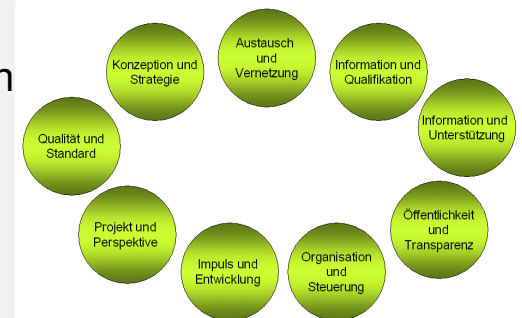 n
Austausch
und
Vernetzung
Konzeption und
Strategie
Information und
Qualifikation
Information und
Unterstützung
Qualität und
Standard
Öffentlichkeit
und
Transparenz
Projekt und
Perspektive
Impuls und
Entwicklung
Organisation
und
Steuerung